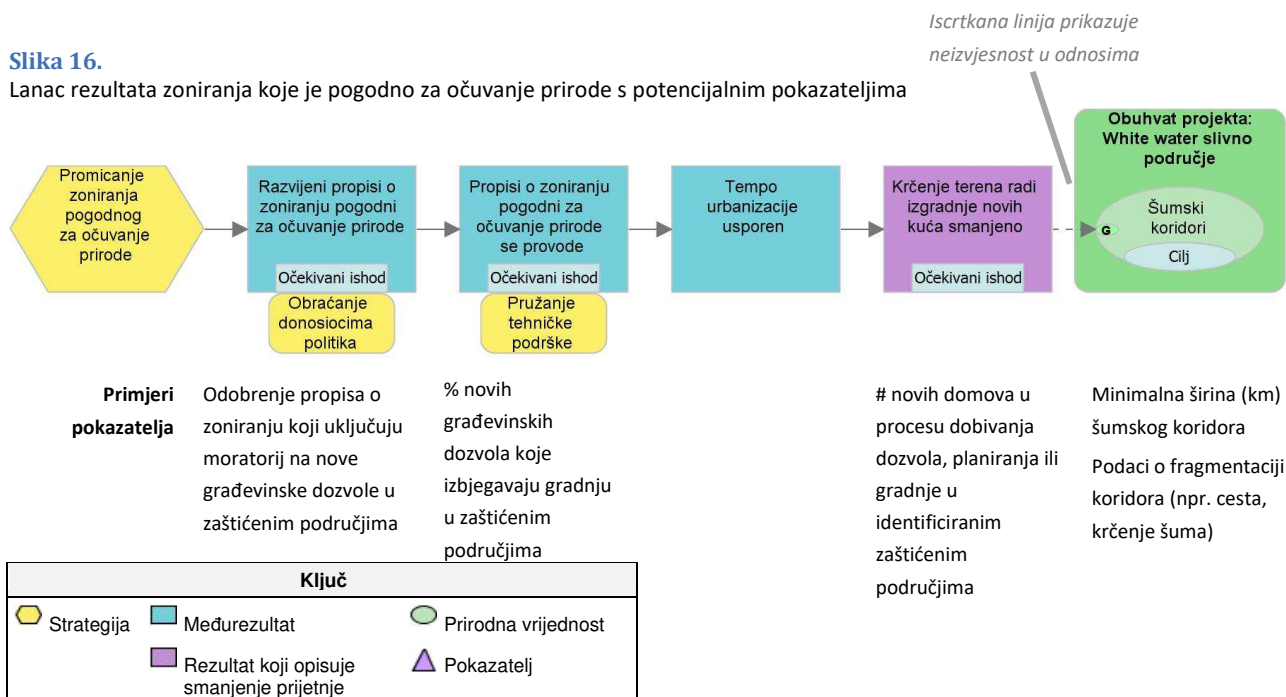 Iscrtkana linija prikazuje
neizvjesnost u odnosima
Slika 16.
Lanac rezultata zoniranja koje je pogodno za očuvanje prirode s potencijalnim pokazateljima
Promicanje
zoniranja
pogodnog
za očuvanje
prirode
Razvijeni propisi o
zoniranju pogodni
za očuvanje prirode
Očekivani ishod
Obraćanje
donosiocima
politika
Propisi o zoniranju
pogodni za
očuvanje prirode
se provode
Očekivani ishod
Pružanje
tehničke
podrške
Tempo
urbanizacije
usporen
Krčenje terena radi
izgradnje novih
kuća smanjeno
Očekivani ishod
Obuhvat projekta:
White water slivno
područje
Šumski
koridori
G
Cilj
Primjeri
pokazatelja
Odobrenje propisa o
zoniranju koji uključuju
moratorij na nove
građevinske dozvole u
zaštićenim područjima
% novih
građevinskih
dozvola koje
izbjegavaju gradnju
u zaštićenim
područjima
# novih domova u
procesu dobivanja
dozvola, planiranja ili
gradnje u
identificiranim
zaštićenim
područjima
Minimalna širina (km)
šumskog koridora
Podaci o fragmentaciji
koridora (npr. cesta,
krčenje šuma)
Ključ
Strategija
Međurezultat
Prirodna vrijednost
Rezultat koji opisuje
smanjenje prijetnje
Pokazatelj